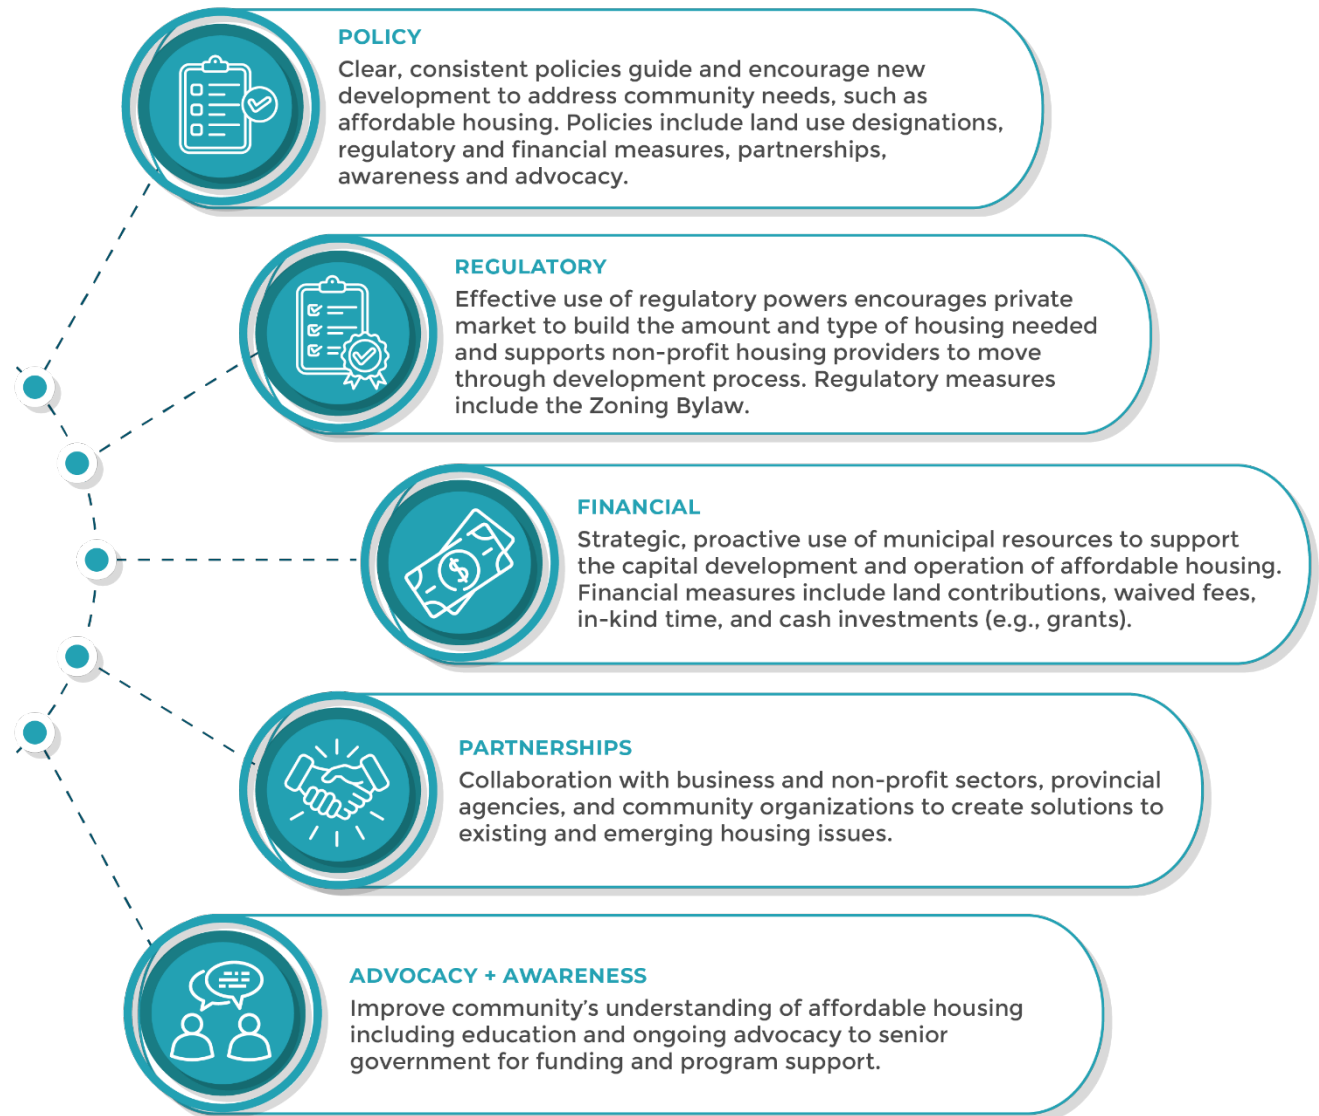 POLICY
Clear, consistent policies guide and encourage new
development to address community needs, such as
affordable housing. Policies include land use designations,
regulatory and financial measures, partnerships,
awareness and advocacy.
REGULATORY
Effective use of regulatory powers encourages private
market to build the amount and type of housing needed
and supports non-profit housing providers to move
through development process. Regulatory measures
include the Zoning Bylaw.
FINANCIAL
Strategic, proactive use of municipal resources to support
the capital development and operation of affordable housing.
Financial measures include land contributions, waived fees,
in-kind time, and cash investments (e.g., grants).
PARTNERSHIPS
Collaboration with business and non-profit sectors, provincial
agencies, and community organizations to create solutions to
existing and emerging housing issues.
ADVOCACY + AWARENESS
Improve community’s understanding of affordable housing
including education and ongoing advocacy to senior
government for funding and program support.